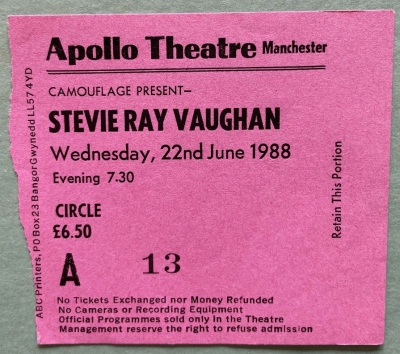 Apollo Theatre Manchester
CAMOUFLAGE PRESENT—
STEVIE RAY VAUGHAN
Wednesday, 22nd June 1988
Evening 7.30
CIRCLE
£6.50
A 13
No Tickets Exchanged nor Money Refunded
No Cameras or Recording Equipment
Official Programmes sold only in the Theatre
Management reserve the right to refuse admission
Retain This Portion
ABC Printers, PO Box 23 Bangor Gwynedd LL57 4YD